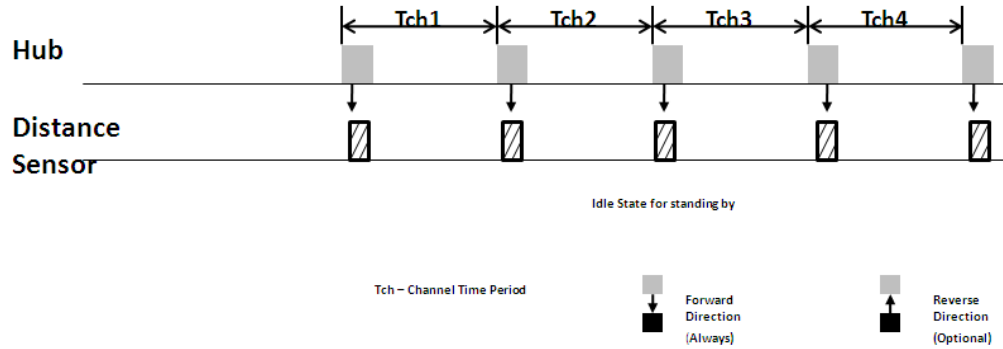 Tch1 Tch2 Tch3 Tch4
Hub
Distance
Sensor
Idle State for standing by
Tch – Channel Time Period
Forward
Direction
(Always)
Reverse
Direction
(Optional)